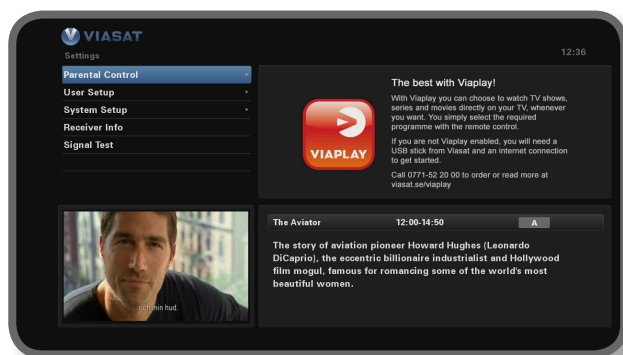 VIASAT
Settings
12:36
Parental Control
User Setup
System Setup
Receiver Info
Signal Test
The best with Viaplay!
With Viaplay you can choose to watch TV shows,
series and movies directly on your TV, whenever
you want. You simply select the required
programme with the remote control.
If you are not Viaplay enabled, you will need a
USB stick from Viasat and an internet connection
to get started.
Call 0771-52 20 00 to order or read more at
viasat.se/viaplay
VIAPLAY
...och min hud.
The Aviator 12:00-14:50 A
The story of aviation pioneer Howard Hughes (Leonardo
DiCaprio), the eccentric billionaire industrialist and Hollywood
film mogul, famous for romancing some of the world's most
beautiful women.